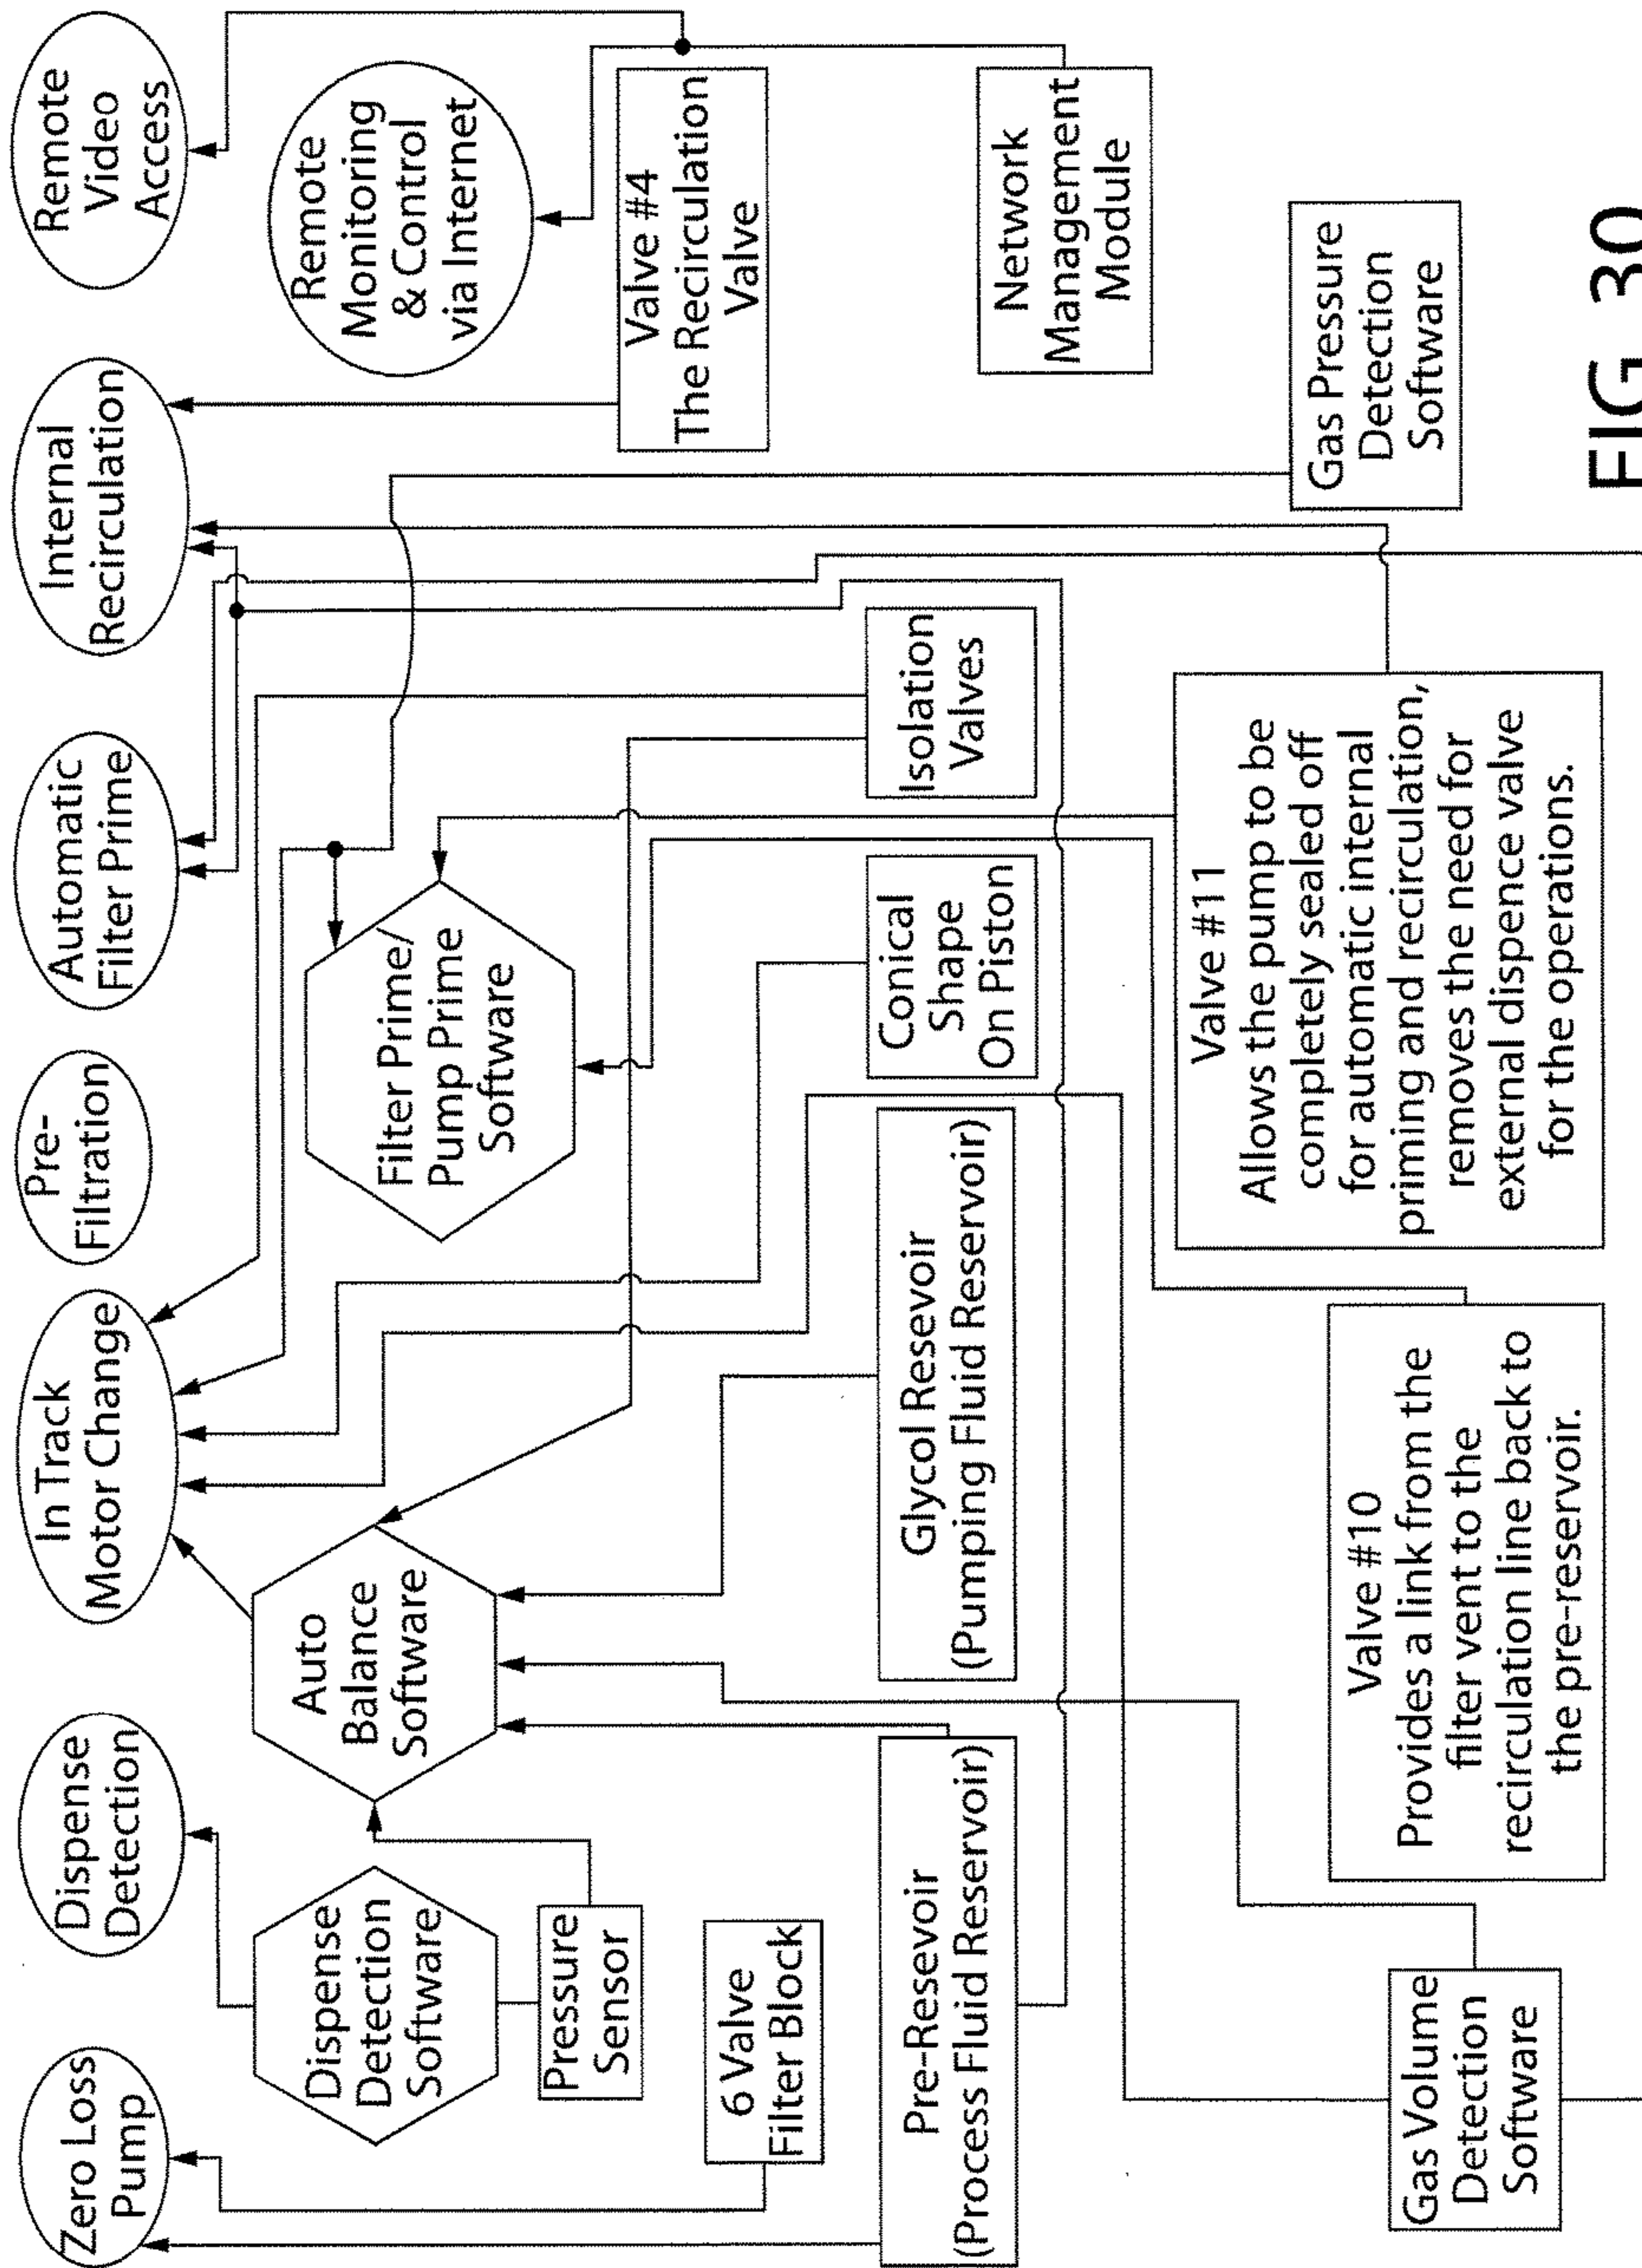 Zero Loss
Pump
Dispense
Detection
In Track
Motor Change
Pre-
Filtration
Automatic
Filter Prime
Internal
Recirculation
Remote
Video
Access
Dispense
Detection
Software
Auto
Balance
Software
Filter Prime/
Pump Prime
Software
Remote
Monitoring
& Control
via Internet
Pressure
Sensor
6 Valve
Filter Block
Valve #4
The Recirculation
Valve
Pre-Resevoir
(Process Fluid Reservoir)
Glycol Resevoir
(Pumping Fluid Reservoir)
Conical
Shape
On Piston
Isolation
Valves
Network
Management
Module
Gas Volume
Detection
Software
Valve #10
Provides a link from the
filter vent to the
recirculation line back to
the pre-reservoir.
Valve #11
Allows the pump to be
completely sealed off
for automatic internal
priming and recirculation,
removes the need for
external dispence valve
for the operations.
Gas Pressure
Detection
Software
FIG. 30